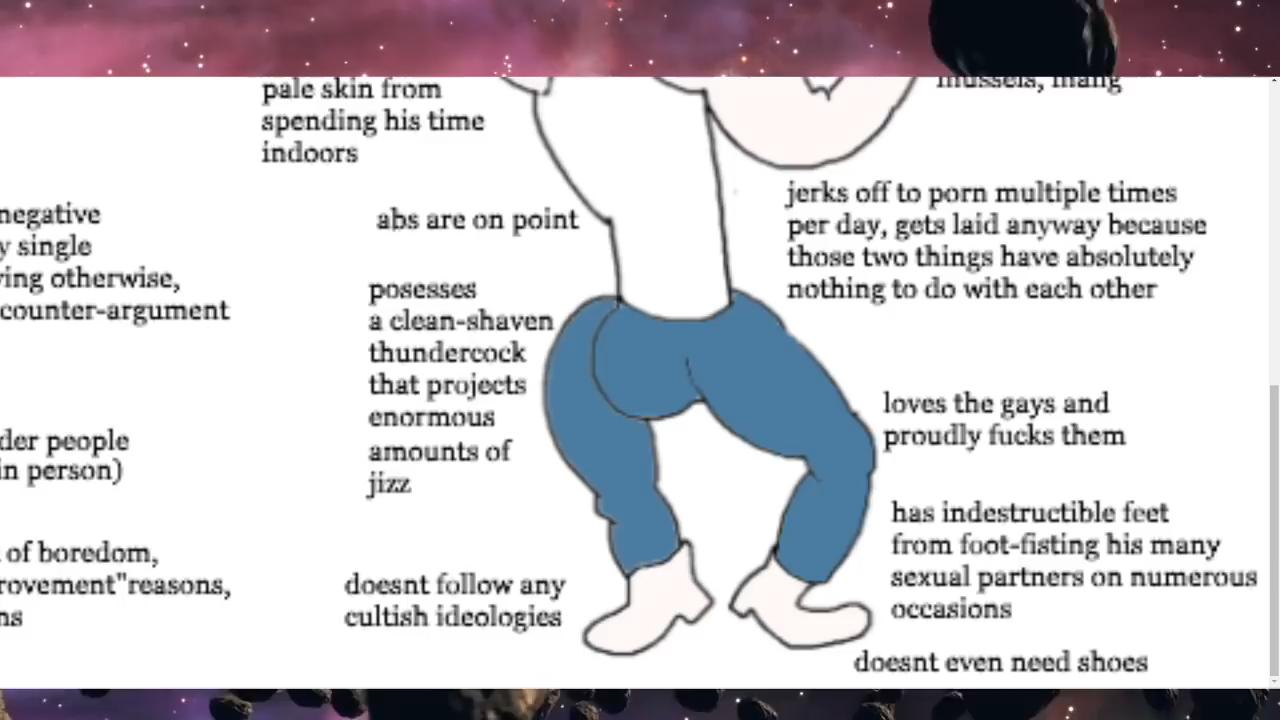 pale skin from
spending his time
indoors
mussels, mang
negative
y single
ving otherwise,
counter-argument
abs are on point
jerks off to porn multiple times
per day, gets laid anyway because
those two things have absolutely
nothing to do with each other
posesses
a clean-shaven
thundercock
that projects
enormous
amounts of
jizz
loves the gays and
proudly fucks them
der people
in person)
has indestructible feet
from foot-fisting his many
sexual partners on numerous
occasions
of boredom,
rovement"reasons,
ns
doesnt follow any
cultish ideologies
doesnt even need shoes